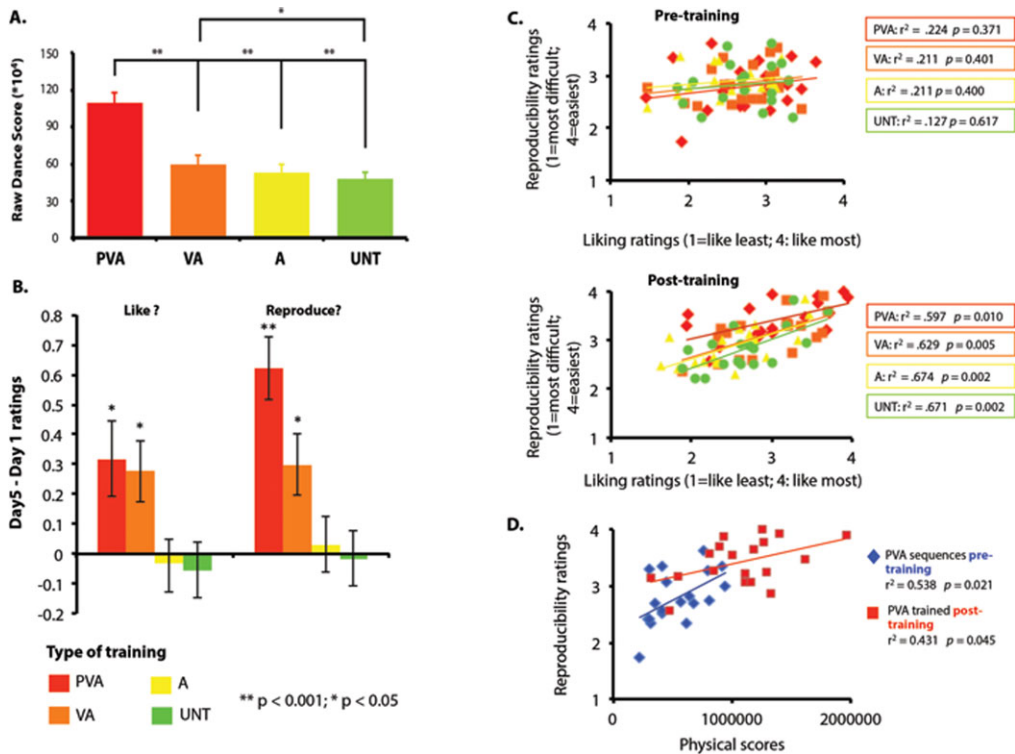 A.
*
** ** **
Raw Dance Score (*10⁴)
150
120
90
60
30
0
PVA VA A UNT
B.
Like ? Reproduce?
Day5 - Day 1 ratings
0.8
0.7
0.6
0.5
0.4
0.3
0.2
0.1
0
-0.1
-0.2
** * * *
Type of training
PVA A
VA UNT
** p < 0.001; * p < 0.05
C.
Pre-training
Reproducibility ratings
(1=most difficult;
4=easiest)
4
3
2
1
1 2 3 4
Liking ratings (1=like least; 4: like most)
PVA: r² = .224 p = 0.371
VA: r² = .211 p = 0.401
A: r² = .211 p = 0.400
UNT: r² = .127 p = 0.617
Post-training
Reproducibility ratings
(1=most difficult;
4=easiest)
4
3
2
1
1 2 3 4
Liking ratings (1=like least; 4: like most)
PVA: r² = .597 p = 0.010
VA: r² = .629 p = 0.005
A: r² = .674 p = 0.002
UNT: r² = .671 p = 0.002
D.
Reproducibility ratings
4
3
2
1
0 1000000 2000000
Physical scores
PVA sequences pre-
training
r² = 0.538 p = 0.021
PVA trained post-
training
r² = 0.431 p = 0.045